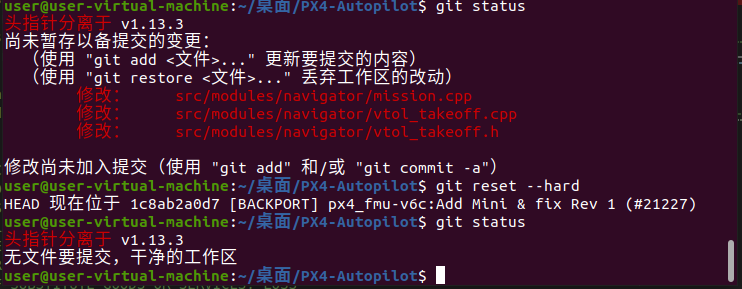 user@user-virtual-machine:~/桌面/PX4-Autopilot$ git status
头指针分离于 v1.13.3
尚未暂存以备提交的变更：
  （使用 "git add <文件>..." 更新要提交的内容）
  （使用 "git restore <文件>..." 丢弃工作区的改动）
        修改：     src/modules/navigator/mission.cpp
        修改：     src/modules/navigator/vtol_takeoff.cpp
        修改：     src/modules/navigator/vtol_takeoff.h
修改尚未加入提交（使用 "git add" 和/或 "git commit -a"）
user@user-virtual-machine:~/桌面/PX4-Autopilot$ git reset --hard
HEAD 现在位于 1c8ab2a0d7 [BACKPORT] px4_fmu-v6c:Add Mini & fix Rev 1 (#21227)
user@user-virtual-machine:~/桌面/PX4-Autopilot$ git status
头指针分离于 v1.13.3
无文件要提交，干净的工作区
user@user-virtual-machine:~/桌面/PX4-Autopilot$